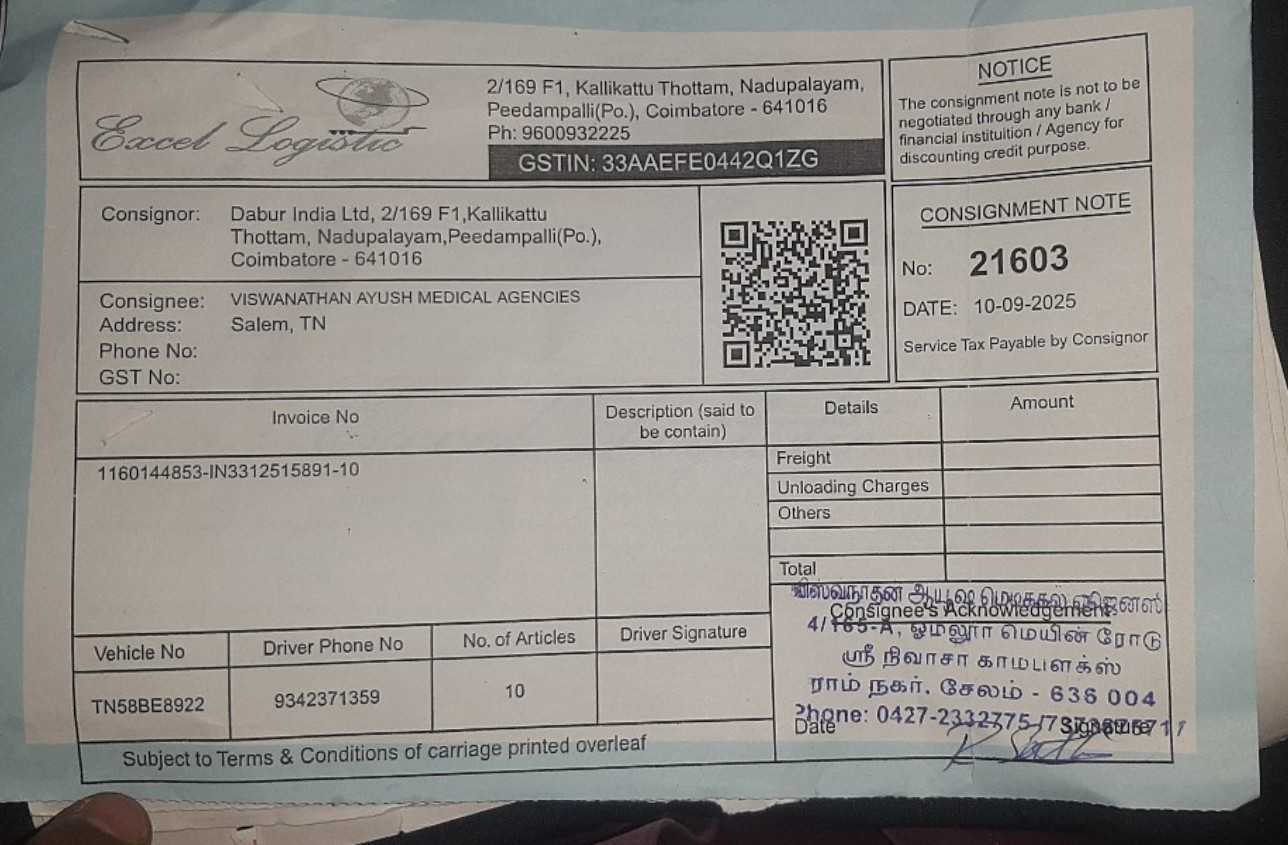 Excel Logistic
2/169 F1, Kallikattu Thottam, Nadupalayam,
Peedampalli(Po.), Coimbatore - 641016
Ph: 9600932225
GSTIN: 33AAEFE0442Q1ZG
NOTICE
The consignment note is not to be
negotiated through any bank /
financial instituition / Agency for
discounting credit purpose.
Consignor: Dabur India Ltd, 2/169 F1,Kallikattu
Thottam, Nadupalayam,Peedampalli(Po.),
Coimbatore - 641016
Consignee: VISWANATHAN AYUSH MEDICAL AGENCIES
Address: Salem, TN
Phone No:
GST No:
CONSIGNMENT NOTE
No: 21603
DATE: 10-09-2025
Service Tax Payable by Consignor
Invoice No
1160144853-IN3312515891-10
Description (said to
be contain)
Details Amount
Freight
Unloading Charges
Others
Total
Vehicle No Driver Phone No No. of Articles Driver Signature
TN58BE8922 9342371359 10
Consignee's Acknowledgement
4/165-A, ஓமலூர் மெயின் ரோடு
ஸ்ரீ நிவாசா காம்பளக்ஸ்
ராம் நகர். சேலம் - 636 004
Phone: 0427-2332775
Date Signature
Subject to Terms & Conditions of carriage printed overleaf